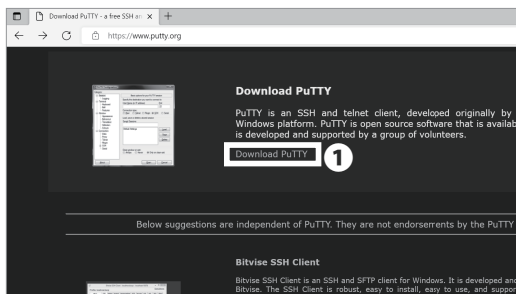 Download PuTTY - a free SSH an
https://www.putty.org
Download PuTTY
PuTTY is an SSH and telnet client, developed originally by
Windows platform. PuTTY is open source software that is availab
is developed and supported by a group of volunteers.
Download PuTTY
1
Below suggestions are independent of PuTTY. They are not endorsements by the PuTTY
Bitvise SSH Client
Bitvise SSH Client is an SSH and SFTP client for Windows. It is developed and
Bitvise. The SSH Client is robust, easy to install, easy to use, and suppor